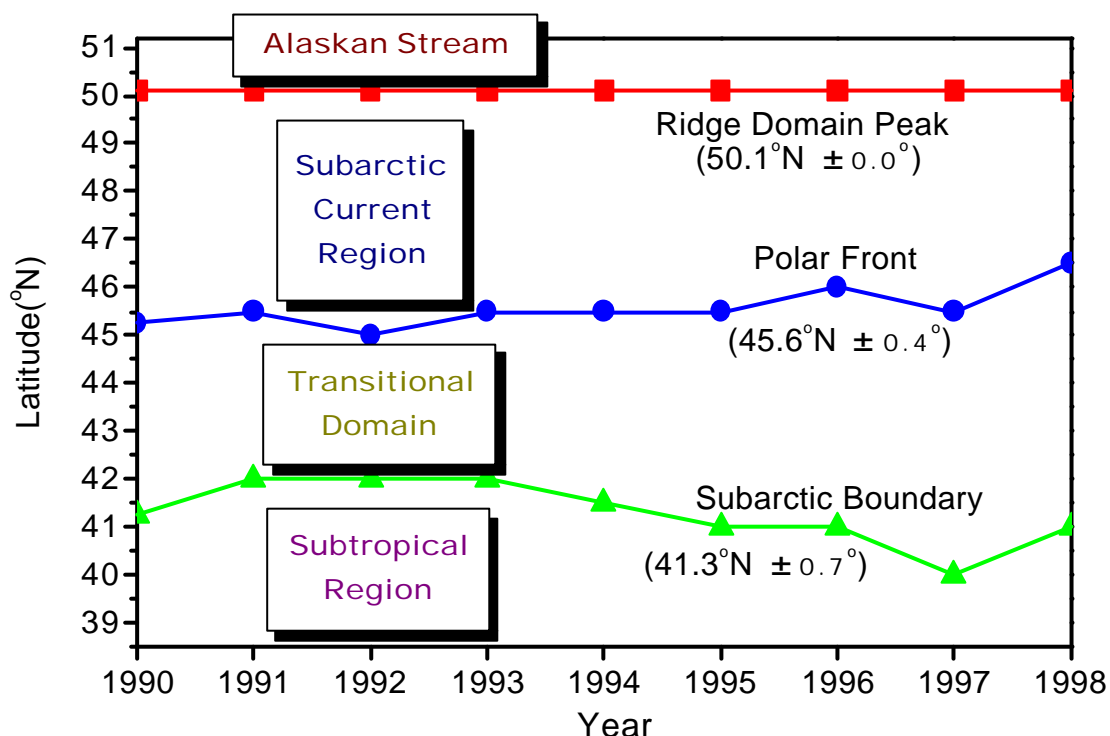 Alaskan Stream
51
50
49
48
47
46
45
44
43
42
41
40
39
Latitude(°N)
Ridge Domain Peak
(50.1°N ± 0.0°)
Subarctic
Current
Region
Polar Front
(45.6°N ± 0.4°)
Transitional
Domain
Subarctic Boundary
(41.3°N ± 0.7°)
Subtropical
Region
1990 1991 1992 1993 1994 1995 1996 1997 1998
Year